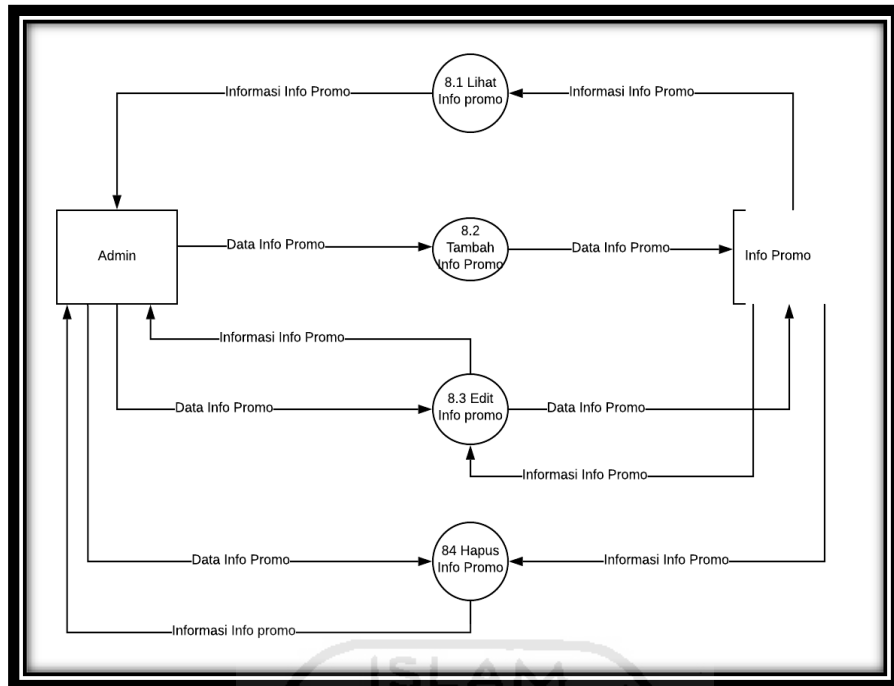 8.1 Lihat
Info promo
Informasi Info Promo
Informasi Info Promo
Admin
Data Info Promo
8.2
Tambah
Info Promo
Data Info Promo
Info Promo
Informasi Info Promo
Data Info Promo
8.3 Edit
Info promo
Data Info Promo
Informasi Info Promo
Data Info Promo
84 Hapus
Info Promo
Informasi Info Promo
Informasi Info promo
ISLAM